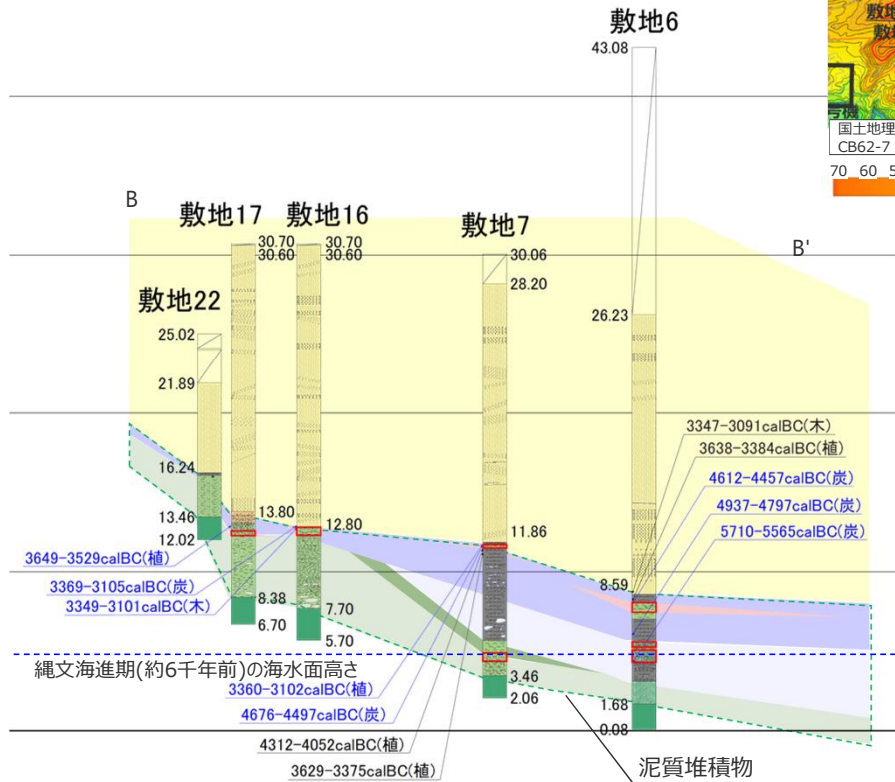 敷地6
43.08
国土地理
CB62-7
70 60 5
B
敷地17
敷地16
敷地7
B'
30.70
30.60
30.70
30.60
30.06
28.20
敷地22
25.02
21.89
26.23
3347-3091calBC(木)
3638-3384calBC(植)
4612-4457calBC(炭)
4937-4797calBC(炭)
5710-5565calBC(炭)
16.24
13.80
12.80
11.86
13.46
12.02
3649-3529calBC(植)
3369-3105calBC(炭)
3349-3101calBC(木)
8.59
8.38
6.70
7.70
5.70
縄文海進期(約6千年前)の海水面高さ
3360-3102calBC(植)
4676-4497calBC(炭)
4312-4052calBC(植)
3629-3375calBC(植)
3.46
2.06
1.68
0.08
泥質堆積物